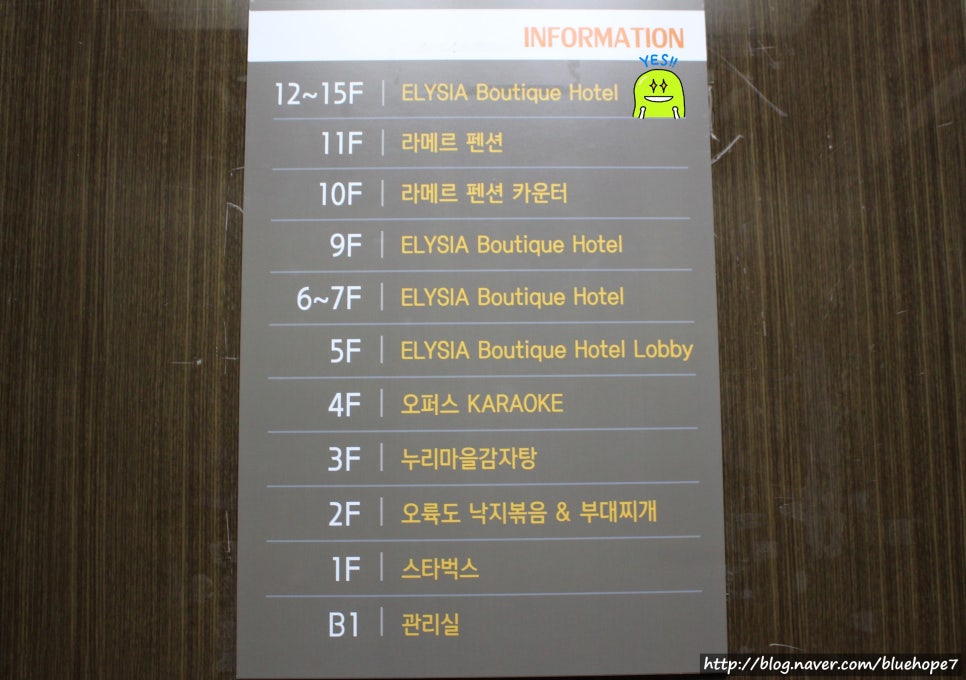 INFORMATION
YES!!
12~15F | ELYSIA Boutique Hotel
11F | 라메르 펜션
10F | 라메르 펜션 카운터
9F | ELYSIA Boutique Hotel
6~7F | ELYSIA Boutique Hotel
5F | ELYSIA Boutique Hotel Lobby
4F | 오퍼스 KARAOKE
3F | 누리마을감자탕
2F | 오륙도 낙지볶음 & 부대찌개
1F | 스타벅스
B1 | 관리실
http://blog.naver.com/bluehope7